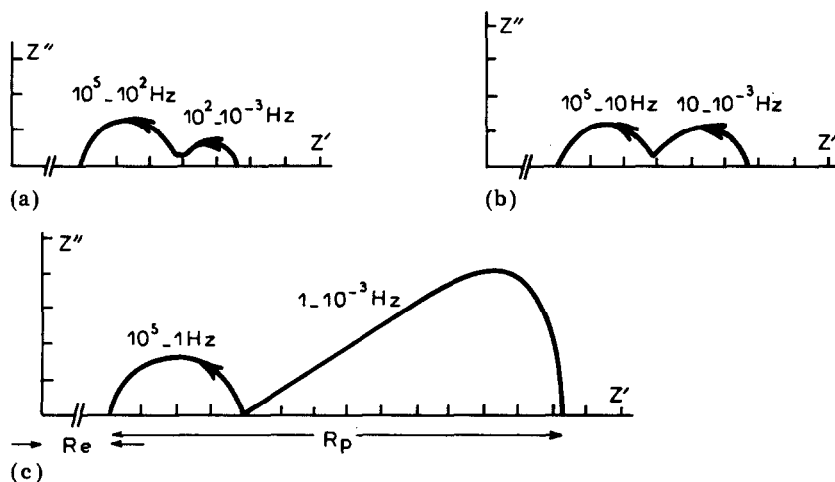 Z"
10⁵_10²Hz
10²_10⁻³Hz
Z'
(a)
Z"
10⁵_10Hz
10_10⁻³Hz
Z'
(b)
Z"
10⁵_1Hz
1_10⁻³Hz
Z'
Re
Rp
(c)